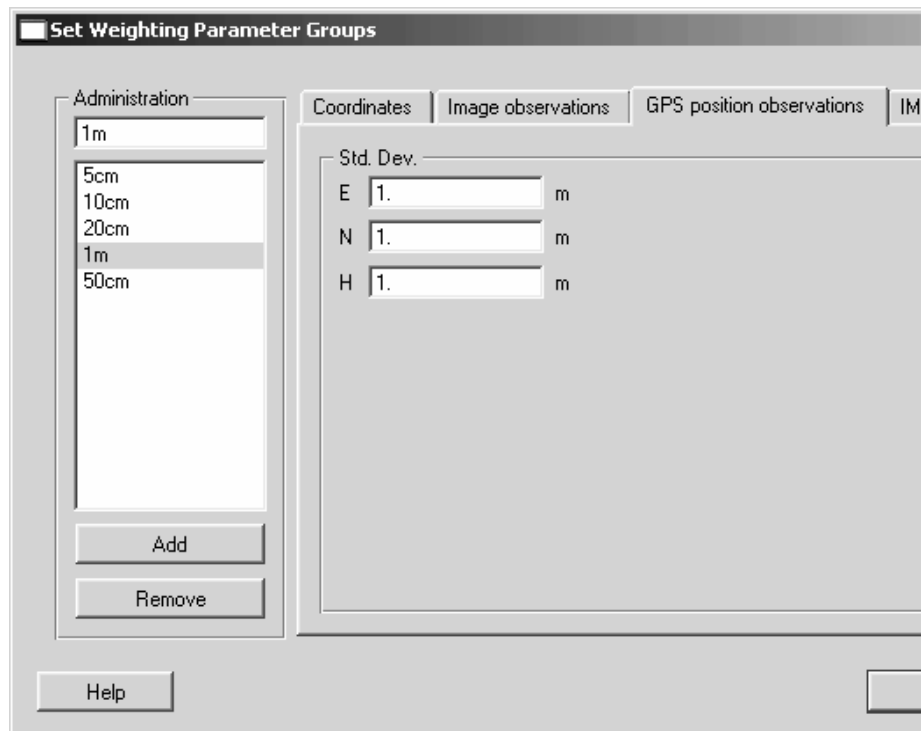 Set Weighting Parameter Groups
Administration
1m
5cm
10cm
20cm
1m
50cm
Add
Remove
Coordinates
Image observations
GPS position observations
IM
Std. Dev.
E 1. m
N 1. m
H 1. m
Help